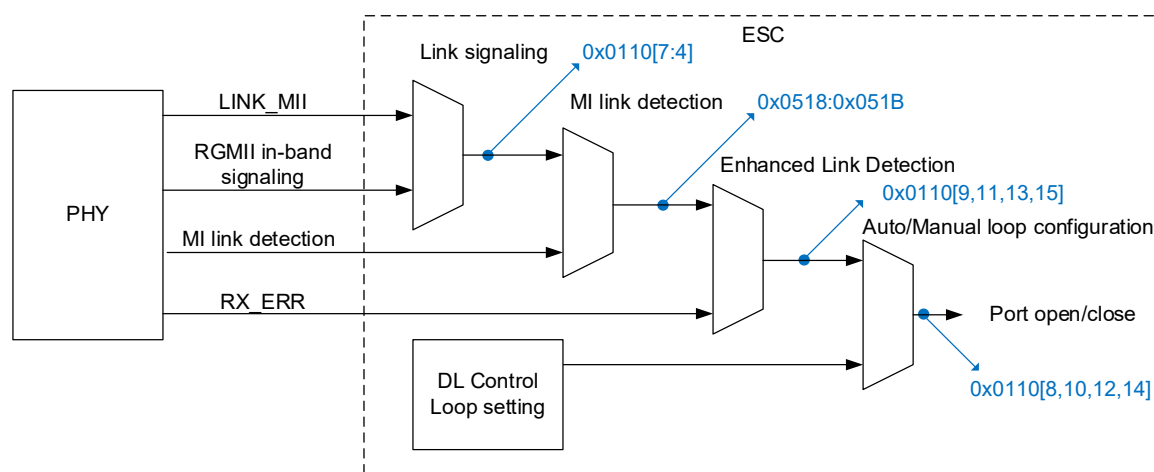 ESC
Link signaling
0x0110[7:4]
LINK_MII
MI link detection
0x0518:0x051B
RGMII in-band
signaling
Enhanced Link Detection
0x0110[9,11,13,15]
PHY
Auto/Manual loop configuration
MI link detection
RX_ERR
Port open/close
DL Control
Loop setting
0x0110[8,10,12,14]